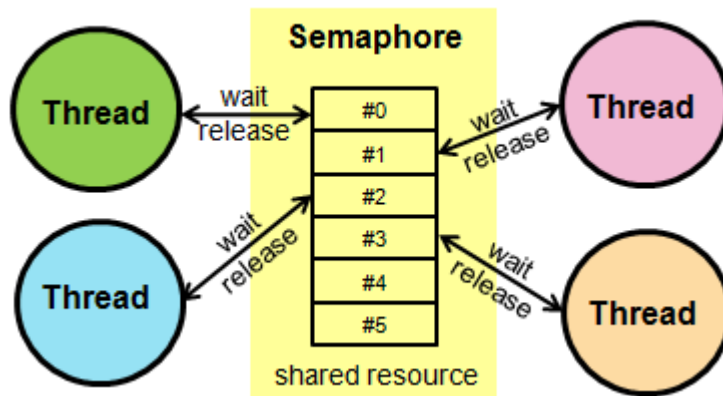 Semaphore
Thread
wait
release
#0
#1
#2
#3
#4
#5
wait
release
Thread
Thread
wait
release
wait
release
Thread
shared resource